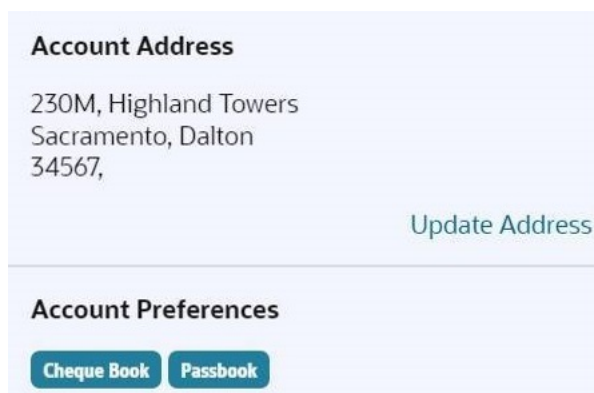 Account Address
230M, Highland Towers
Sacramento, Dalton
34567,
Update Address
Account Preferences
Cheque Book Passbook